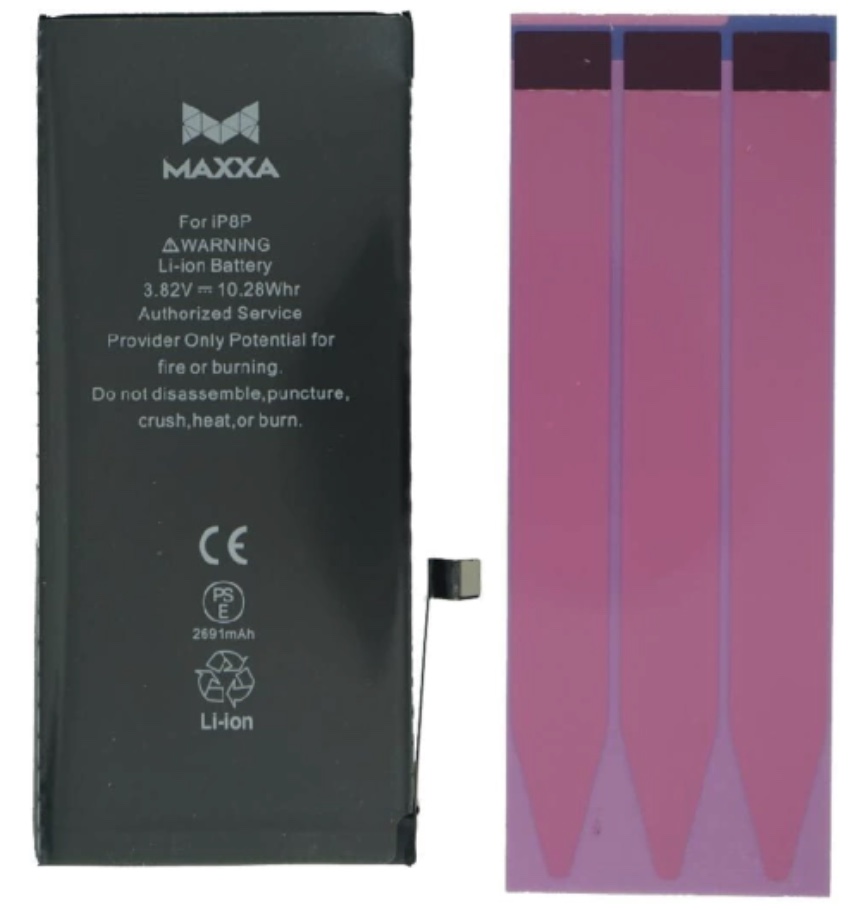 MAXXA
For iP8P
⚠WARNING
Li-ion Battery
3.82V ⎓ 10.28Whr
Authorized Service
Provider Only Potential for
fire or burning.
Do not disassemble,puncture,
crush,heat,or burn.
CE
PS
E
2691mAh
Li-ion